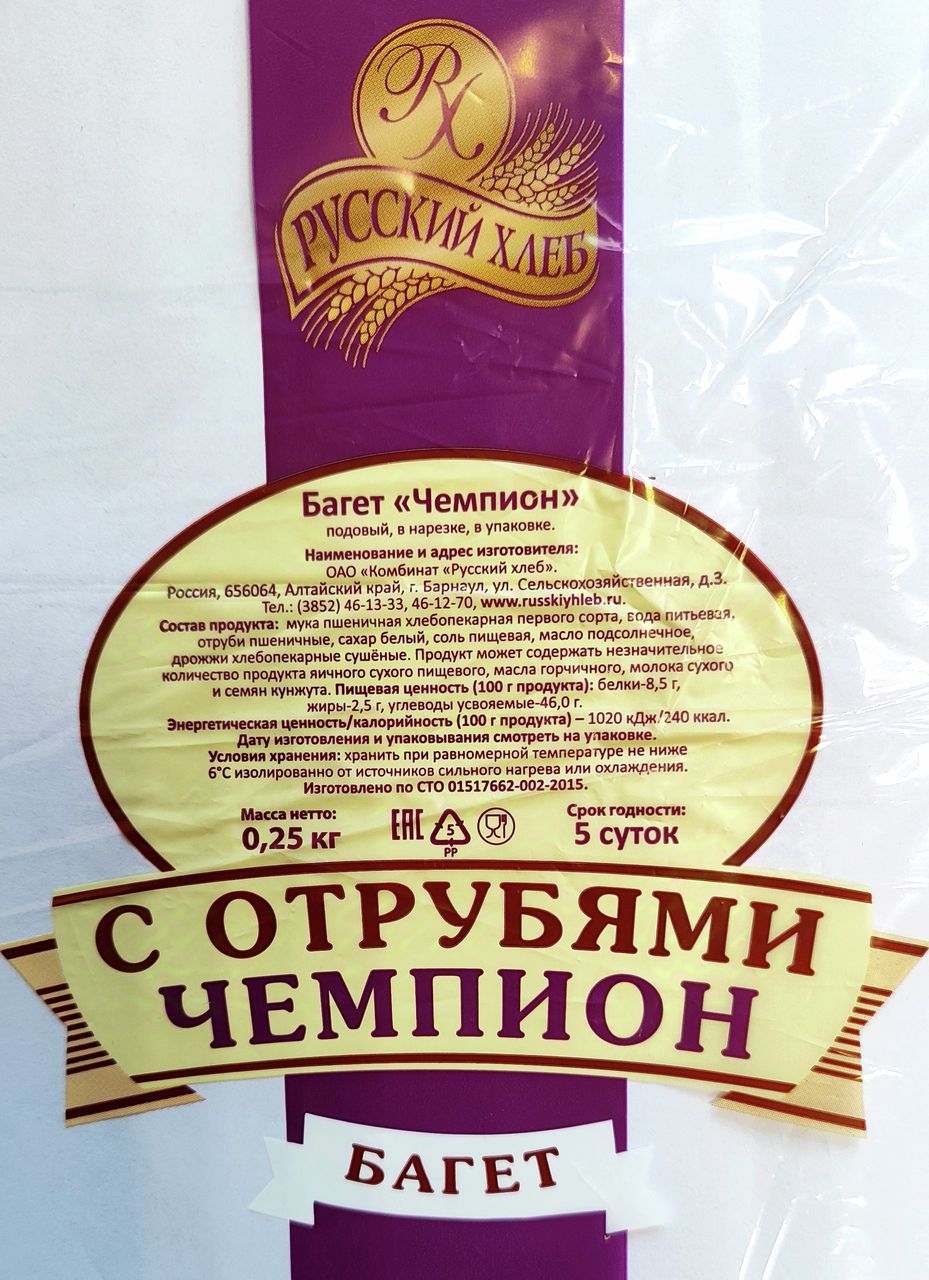 РХ
РУССКИЙ ХЛЕБ
Багет «Чемпион»
подовый, в нарезке, в упаковке.
Наименование и адрес изготовителя:
ОАО «Комбинат «Русский хлеб».
Россия, 656064, Алтайский край, г. Барнаул, ул. Сельскохозяйственная, д.3.
Тел.: (3852) 46-13-33, 46-12-70, www.russkiyhleb.ru.
Состав продукта: мука пшеничная хлебопекарная первого сорта, вода питьевая,
отруби пшеничные, сахар белый, соль пищевая, масло подсолнечное,
дрожжи хлебопекарные сушёные. Продукт может содержать незначительное
количество продукта яичного сухого пищевого, масла горчичного, молока сухого
и семян кунжута. Пищевая ценность (100 г продукта): белки-8,5 г,
жиры-2,5 г, углеводы усвояемые-46,0 г.
Энергетическая ценность/калорийность (100 г продукта) – 1020 кДж/240 ккал.
Дату изготовления и упаковывания смотреть на упаковке.
Условия хранения: хранить при равномерной температуре не ниже
6°С изолированно от источников сильного нагрева или охлаждения.
Изготовлено по СТО 01517662-002-2015.
Масса нетто:
0,25 кг
ЕАС
5
PP
Срок годности:
5 суток
С ОТРУБЯМИ
ЧЕМПИОН
БАГЕТ